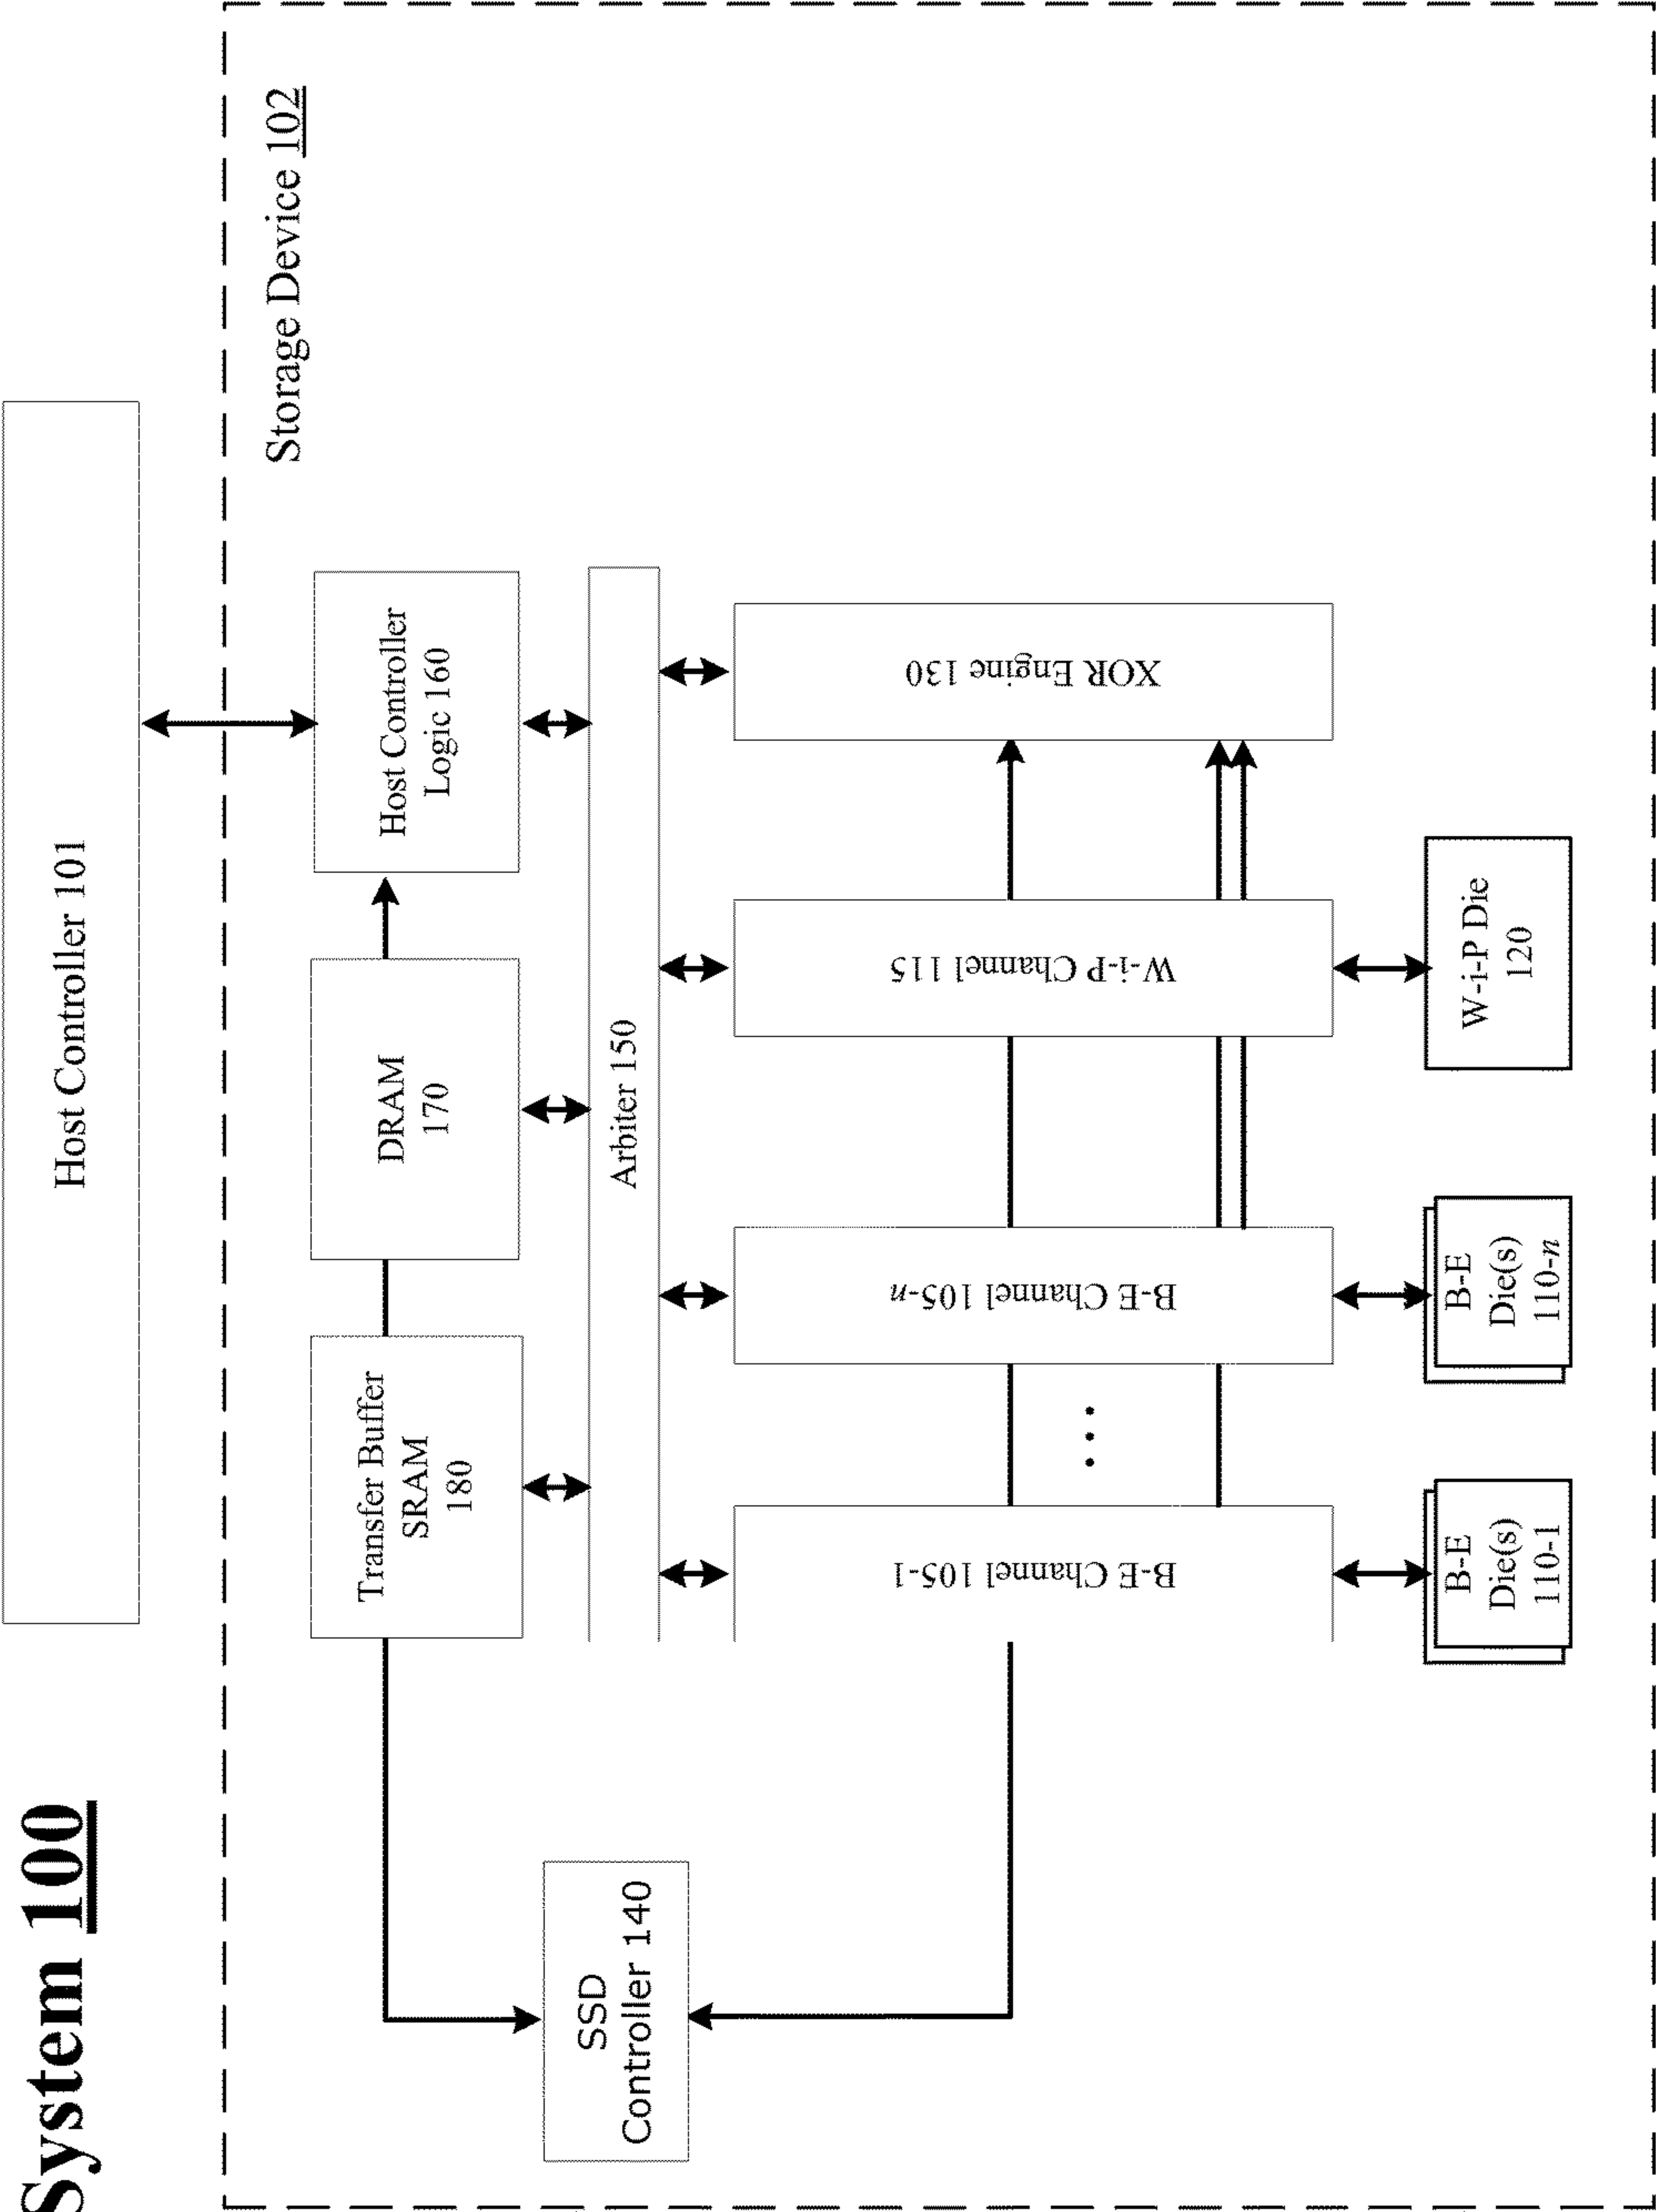 System 100
Host Controller 101
Storage Device 102
Transfer Buffer
SRAM
180
DRAM
170
Host Controller
Logic 160
SSD
Controller 140
Arbiter 150
B-E Channel 105-1
...
B-E Channel 105-n
W-i-P Channel 115
XOR Engine 130
B-E
Die(s)
110-1
B-E
Die(s)
110-n
W-i-P Die
120